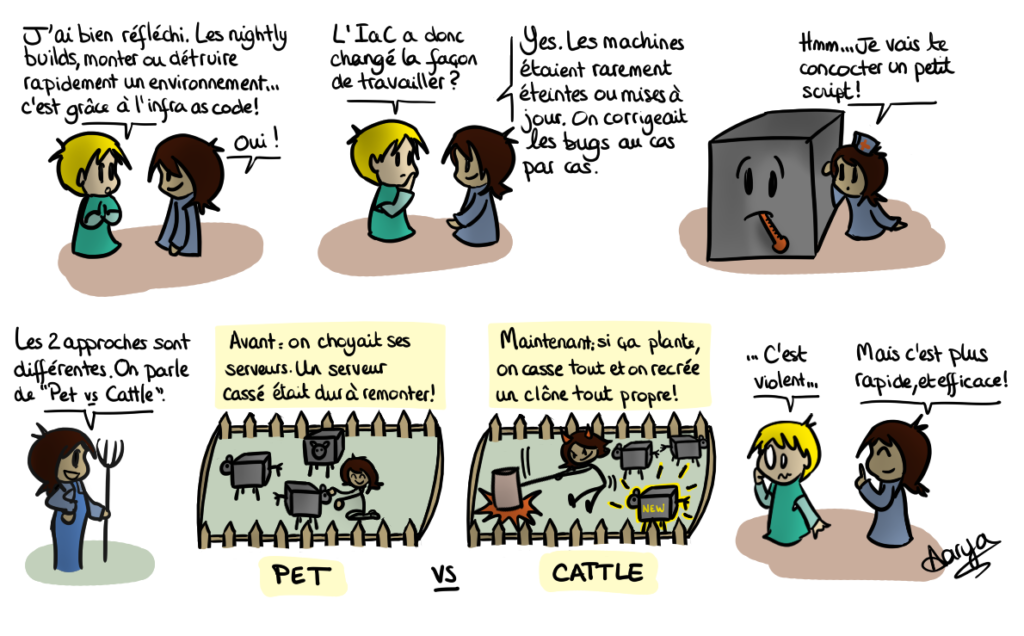 J'ai bien réfléchi. Les nightly
builds, monter ou détruire
rapidement un environnement...
c'est grâce à l'infra as code!
Oui!
L'IaC a donc
changé la façon
de travailler?
Yes. Les machines
étaient rarement
éteintes ou mises à
jour. On corrigeait
les bugs au cas
par cas.
Hmm... Je vais te
concocter un petit
script!
Les 2 approches sont
différentes. On parle
de "Pet vs Cattle".
Avant: on choyait ses
serveurs. Un serveur
cassé était dur à remonter!
PET
vs
Maintenant; si ça plante,
on casse tout et on recrée
un clône tout propre!
NEW
CATTLE
... C'est
violent...
Mais c'est plus
rapide, et efficace!
Aarya